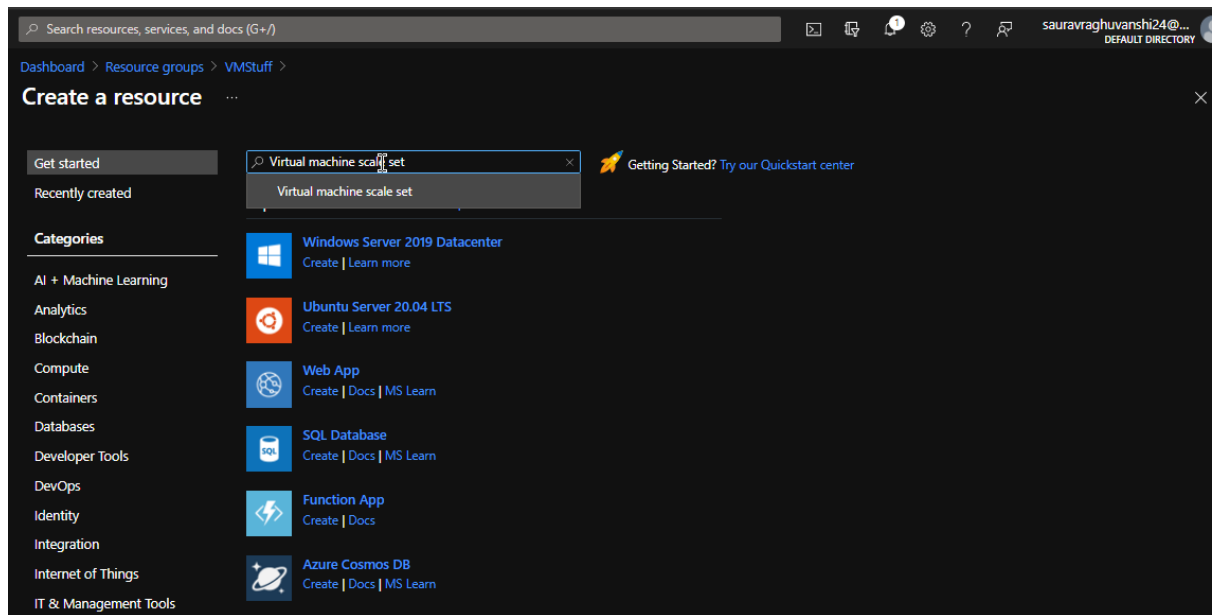 Search resources, services, and docs (G+/)
1
sauravraghuvanshi24@...
DEFAULT DIRECTORY
Dashboard > Resource groups > VMStuff >
Create a resource ...
Get started
Recently created
Categories
AI + Machine Learning
Analytics
Blockchain
Compute
Containers
Databases
Developer Tools
DevOps
Identity
Integration
Internet of Things
IT & Management Tools
Virtual machine scale set
Virtual machine scale set
Getting Started? Try our Quickstart center
Windows Server 2019 Datacenter
Create | Learn more
Ubuntu Server 20.04 LTS
Create | Learn more
Web App
Create | Docs | MS Learn
SQL
SQL Database
Create | Docs | MS Learn
Function App
Create | Docs
Azure Cosmos DB
Create | Docs | MS Learn